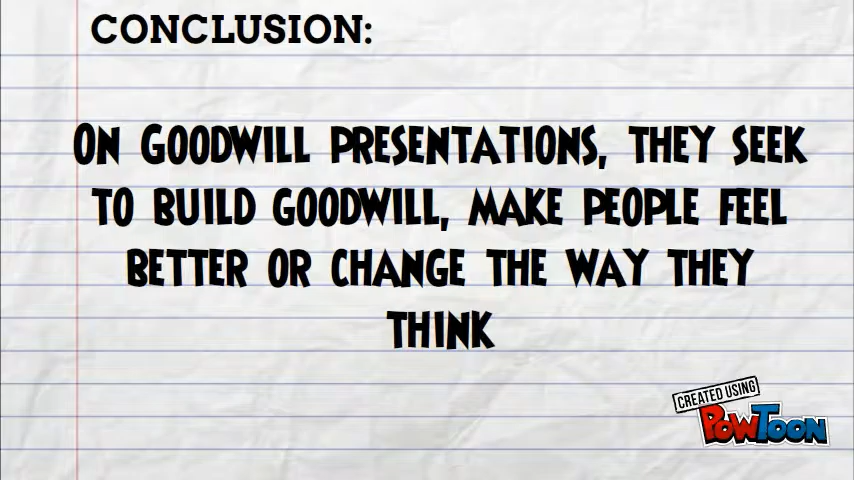 CONCLUSION:
ON GOODWILL PRESENTATIONS, THEY SEEK
TO BUILD GOODWILL, MAKE PEOPLE FEEL
BETTER OR CHANGE THE WAY THEY
THINK
CREATED USING
POWTOON